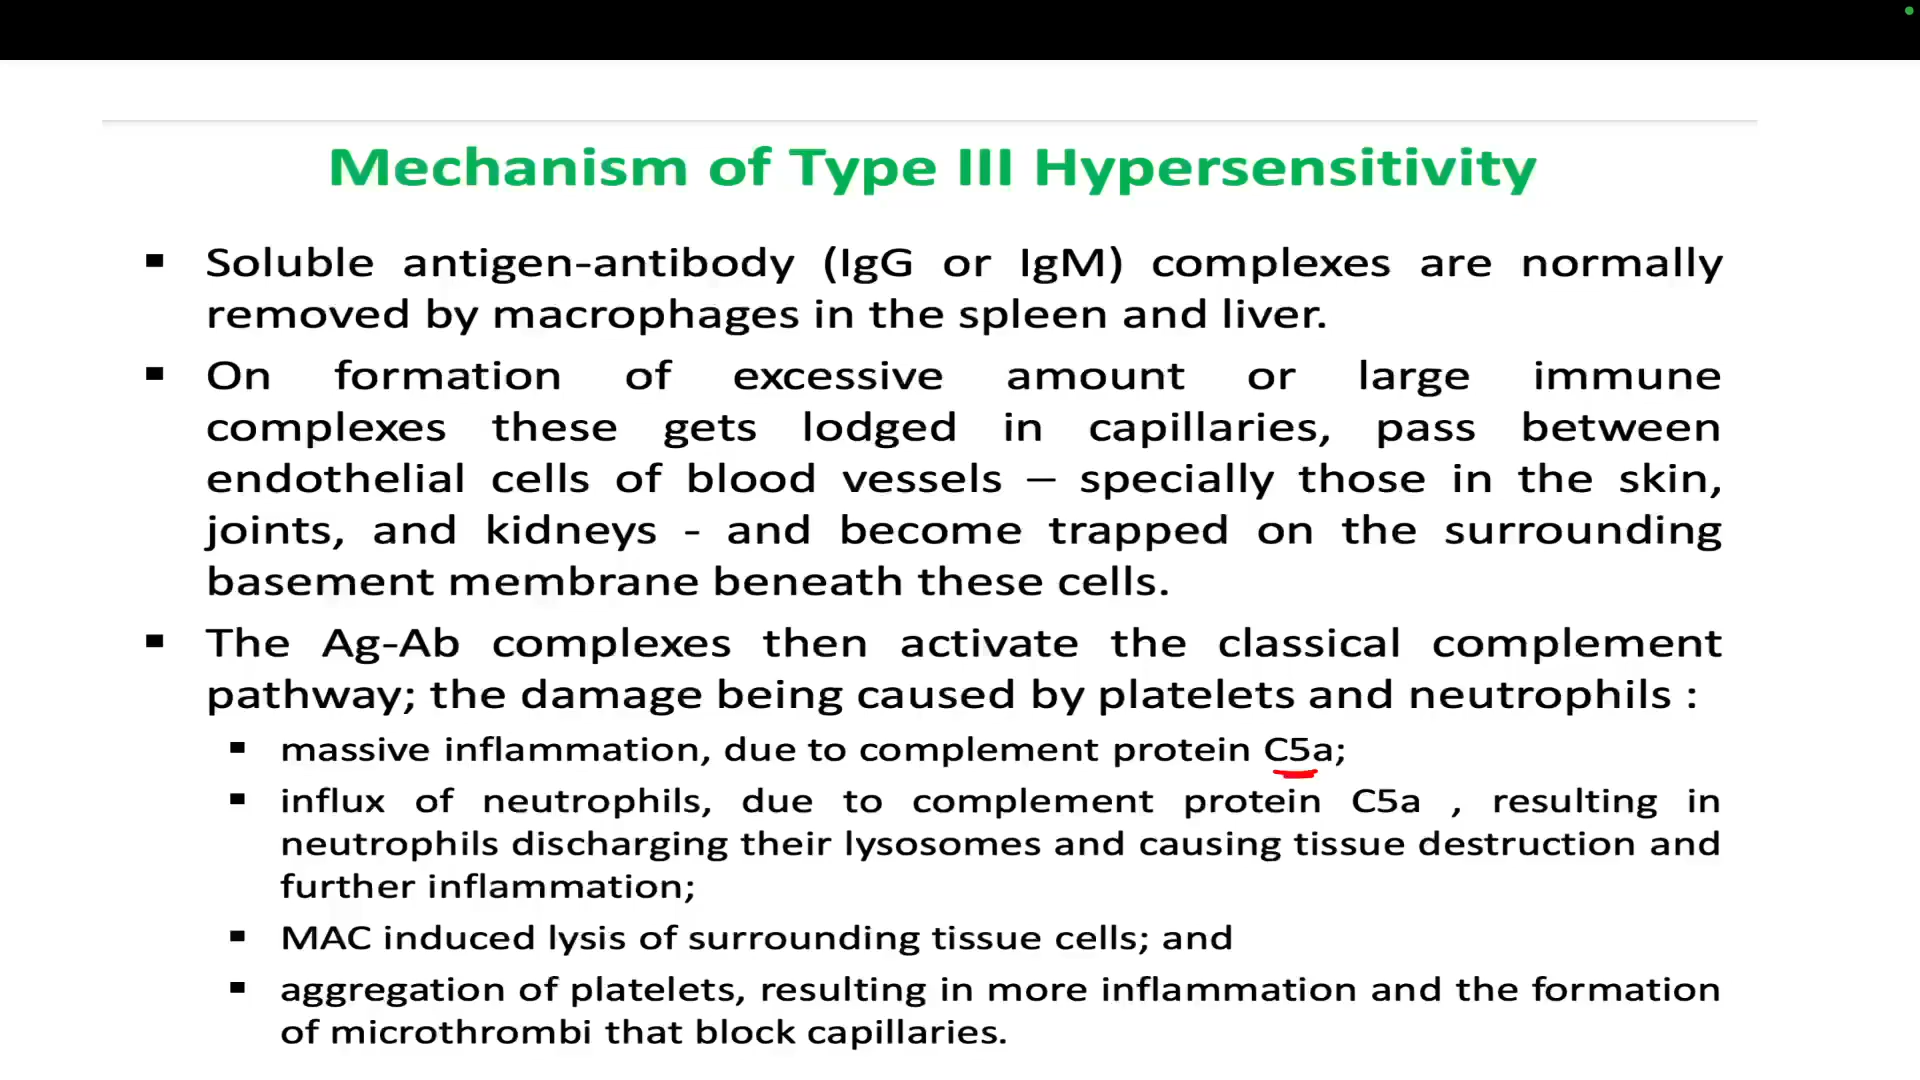 Mechanism of Type III Hypersensitivity
▪ Soluble antigen-antibody (IgG or IgM) complexes are normally
removed by macrophages in the spleen and liver.
▪ On formation of excessive amount or large immune
complexes these gets lodged in capillaries, pass between
endothelial cells of blood vessels – specially those in the skin,
joints, and kidneys - and become trapped on the surrounding
basement membrane beneath these cells.
▪ The Ag-Ab complexes then activate the classical complement
pathway; the damage being caused by platelets and neutrophils :
▪ massive inflammation, due to complement protein C5a;
▪ influx of neutrophils, due to complement protein C5a , resulting in
neutrophils discharging their lysosomes and causing tissue destruction and
further inflammation;
▪ MAC induced lysis of surrounding tissue cells; and
▪ aggregation of platelets, resulting in more inflammation and the formation
of microthrombi that block capillaries.